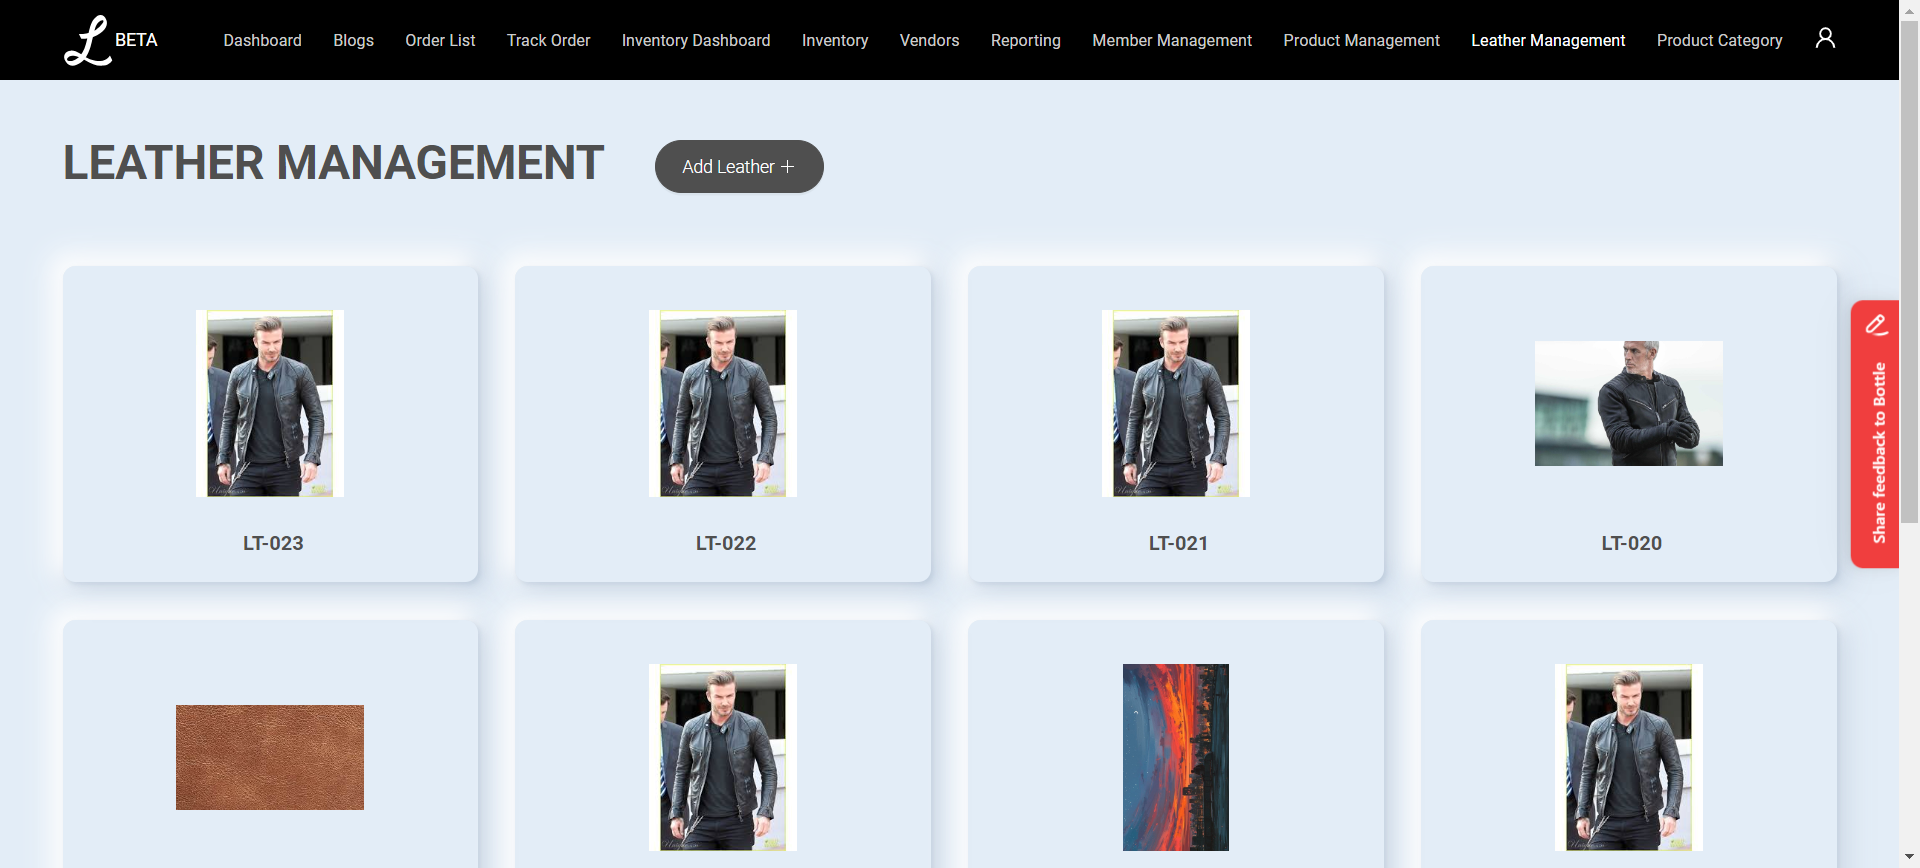 L BETA
Dashboard
Blogs
Order List
Track Order
Inventory Dashboard
Inventory
Vendors
Reporting
Member Management
Product Management
Leather Management
Product Category
LEATHER MANAGEMENT
Add Leather +
LT-023
LT-022
LT-021
LT-020
Share feedback to Bottle